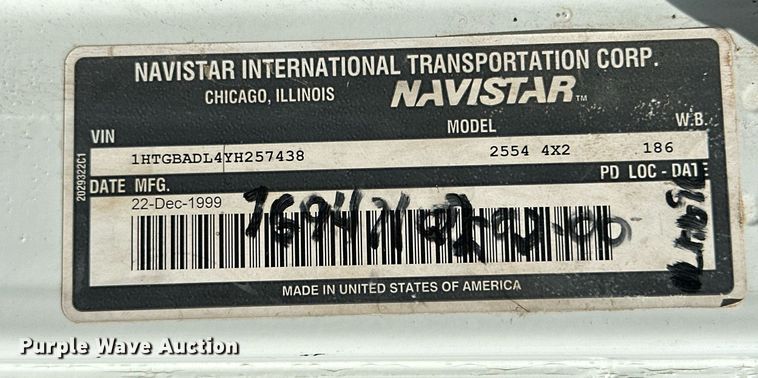 NAVISTAR INTERNATIONAL TRANSPORTATION CORP.
CHICAGO, ILLINOIS NAVISTAR™
VIN MODEL W.B.
1HTGBADL4YH257438 2554 4X2 186
DATE MFG. PD LOC - DATE
22-Dec-1999
MADE IN UNITED STATES OF AMERICA
2029322C1
Purple Wave Auction